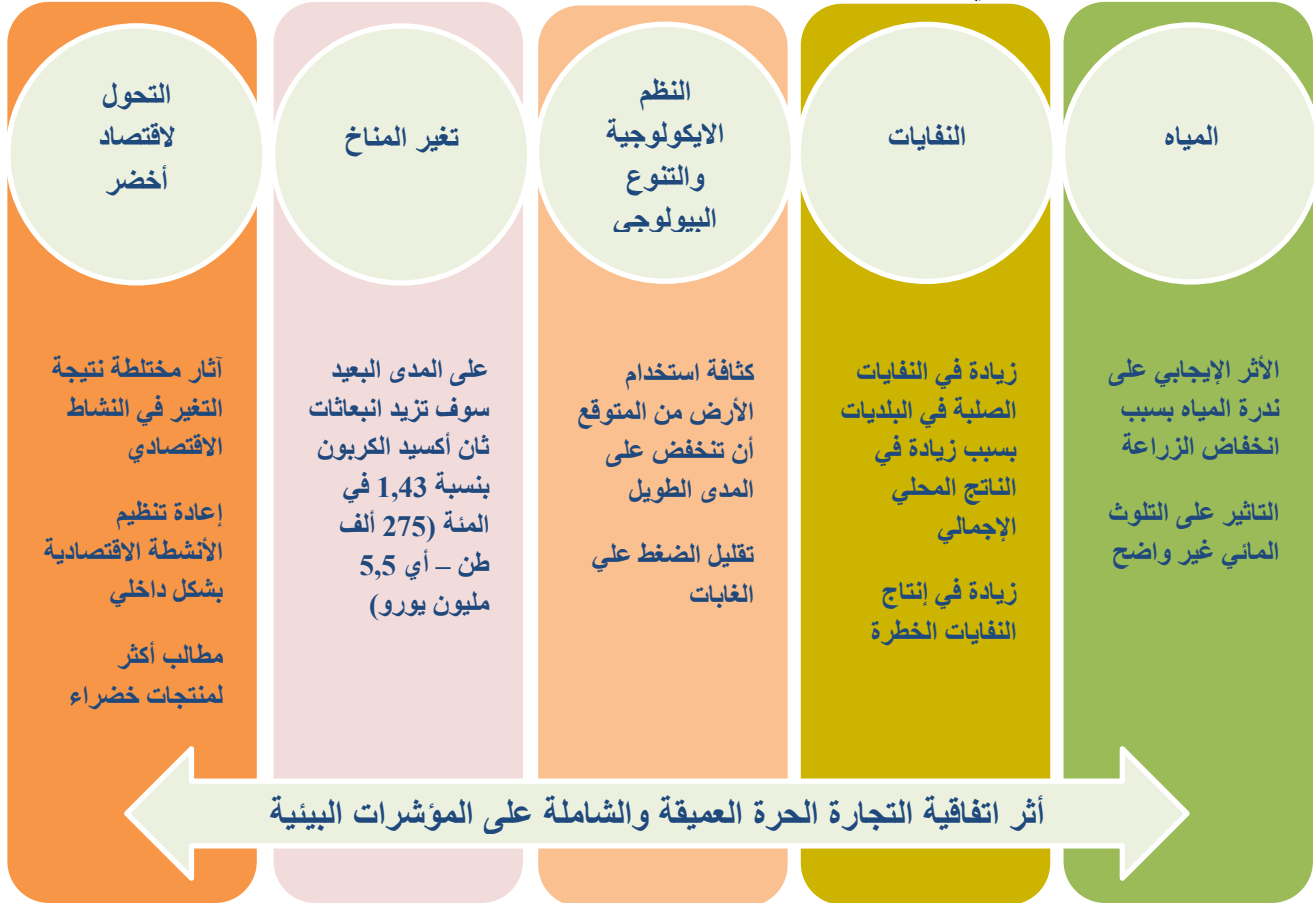 المياه
الأثر الإيجابي على
ندرة المياه بسبب
انخفاض الزراعة
التاثير على التلوث
المائي غير واضح
النفايات
زيادة في النفايات
الصلبة في البلديات
بسبب زيادة في
الناتج المحلي
الإجمالي
زيادة في إنتاج
النفايات الخطرة
النظم
الايكولوجية
والتنوع
البيولوجي
كثافة استخدام
الأرض من المتوقع
أن تنخفض على
المدى الطويل
تقليل الضغط علي
الغابات
تغير المناخ
على المدى البعيد
سوف تزيد انبعاثات
ثان أكسيد الكربون
بنسبة 1,43 في
المئة (275 ألف
طن – أي 5,5
مليون يورو)
التحول
لاقتصاد
أخضر
آثار مختلطة نتيجة
التغير في النشاط
الاقتصادي
إعادة تنظيم
الأنشطة الاقتصادية
بشكل داخلي
مطالب أكثر
لمنتجات خضراء
أثر اتفاقية التجارة الحرة العميقة والشاملة على المؤشرات البيئية